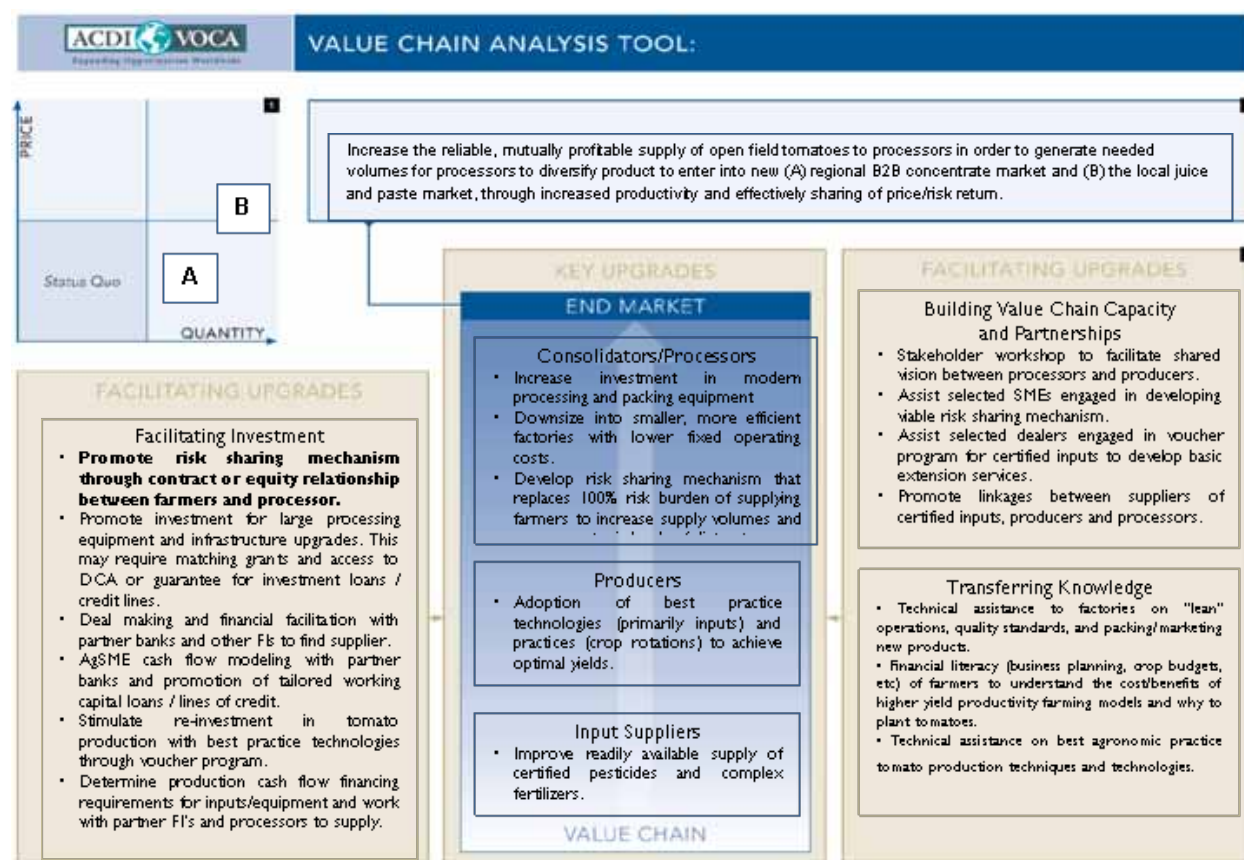 ACDI VOCA
Expanding Opportunities Worldwide
VALUE CHAIN ANALYSIS TOOL:
1
PRICE
B
A
Status Quo
QUANTITY
Increase the reliable, mutually profitable supply of open field tomatoes to processors in order to generate needed
volumes for processors to diversify product to enter into new (A) regional B2B concentrate market and (B) the local juice
and paste market, through increased productivity and effectively sharing of price/risk return.
FACILITATING UPGRADES
Facilitating Investment
• Promote risk sharing mechanism
through contract or equity relationship
between farmers and processor.
• Promote investment for large processing
equipment and infrastructure upgrades. This
may require matching grants and access to
DCA or guarantee for investment loans /
credit lines.
• Deal making and financial facilitation with
partner banks and other FIs to find supplier.
• AgSME cash flow modeling with partner
banks and promotion of tailored working
capital loans / lines of credit.
• Stimulate re-investment in tomato
production with best practice technologies
through voucher program.
• Determine production cash flow financing
requirements for inputs/equipment and work
with partner FI's and processors to supply.
KEY UPGRADES
END MARKET
Consolidators/Processors
• Increase investment in modern
processing and packing equipment
• Downsize into smaller, more efficient
factories with lower fixed operating
costs.
• Develop risk sharing mechanism that
replaces 100% risk burden of supplying
farmers to increase supply volumes and
Producers
• Adoption of best practice
technologies (primarily inputs) and
practices (crop rotations) to achieve
optimal yields.
Input Suppliers
• Improve readily available supply of
certified pesticides and complex
fertilizers.
VALUE CHAIN
FACILITATING UPGRADES
Building Value Chain Capacity
and Partnerships
• Stakeholder workshop to facilitate shared
vision between processors and producers.
• Assist selected SMEs engaged in developing
viable risk sharing mechanism.
• Assist selected dealers engaged in voucher
program for certified inputs to develop basic
extension services.
• Promote linkages between suppliers of
certified inputs, producers and processors.
Transferring Knowledge
• Technical assistance to factories on "lean"
operations, quality standards, and packing/marketing
new products.
• Financial literacy (business planning, crop budgets,
etc) of farmers to understand the cost/benefits of
higher yield productivity farming models and why to
plant tomatoes.
• Technical assistance on best agronomic practice
tomato production techniques and technologies.